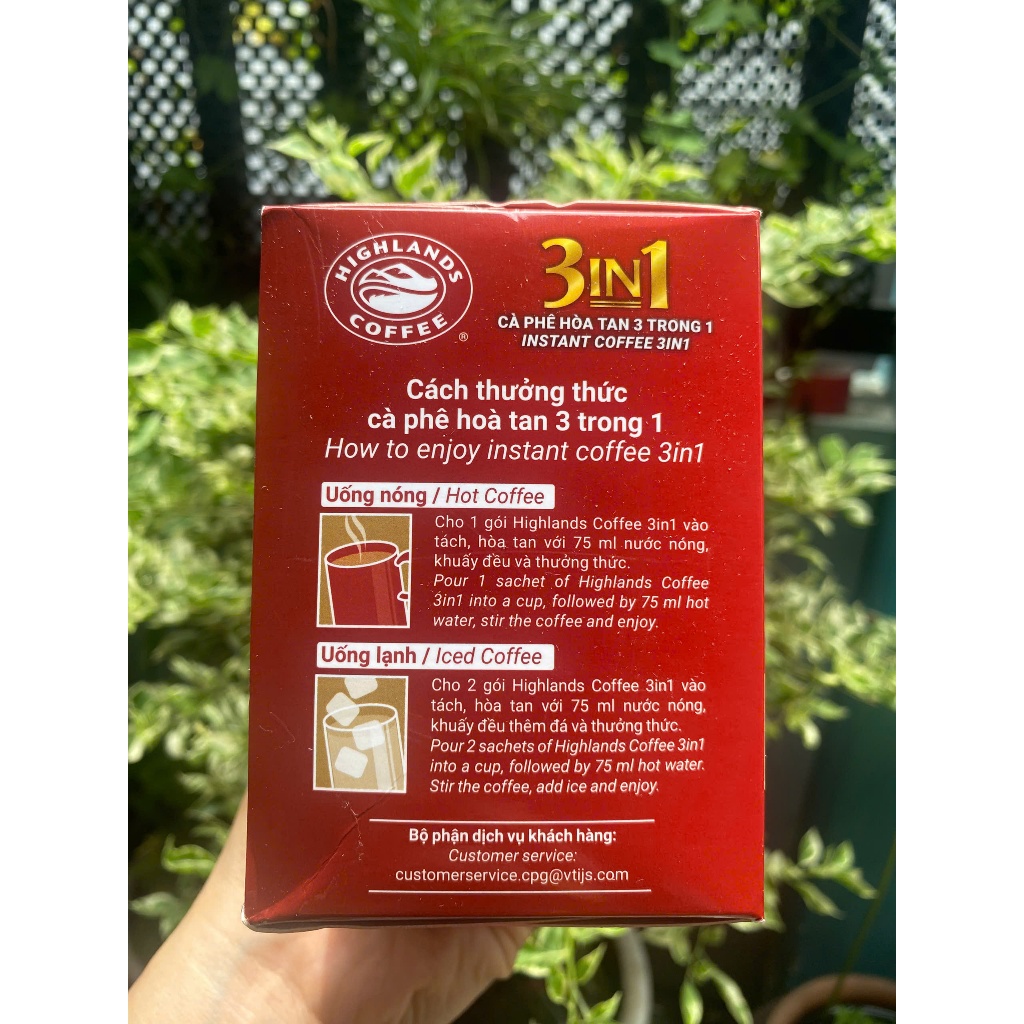 HIGHLANDS
COFFEE
®
3IN1
CÀ PHÊ HÒA TAN 3 TRONG 1
INSTANT COFFEE 3IN1
Cách thưởng thức
cà phê hoà tan 3 trong 1
How to enjoy instant coffee 3in1
Uống nóng / Hot Coffee
Cho 1 gói Highlands Coffee 3in1 vào
tách, hòa tan với 75 ml nước nóng,
khuấy đều và thưởng thức.
Pour 1 sachet of Highlands Coffee
3in1 into a cup, followed by 75 ml hot
water, stir the coffee and enjoy.
Uống lạnh / Iced Coffee
Cho 2 gói Highlands Coffee 3in1 vào
tách, hòa tan với 75 ml nước nóng,
khuấy đều thêm đá và thưởng thức.
Pour 2 sachets of Highlands Coffee 3in1
into a cup, followed by 75 ml hot water.
Stir the coffee, add ice and enjoy.
Bộ phận dịch vụ khách hàng:
Customer service:
customerservice.cpg@vtijs.com